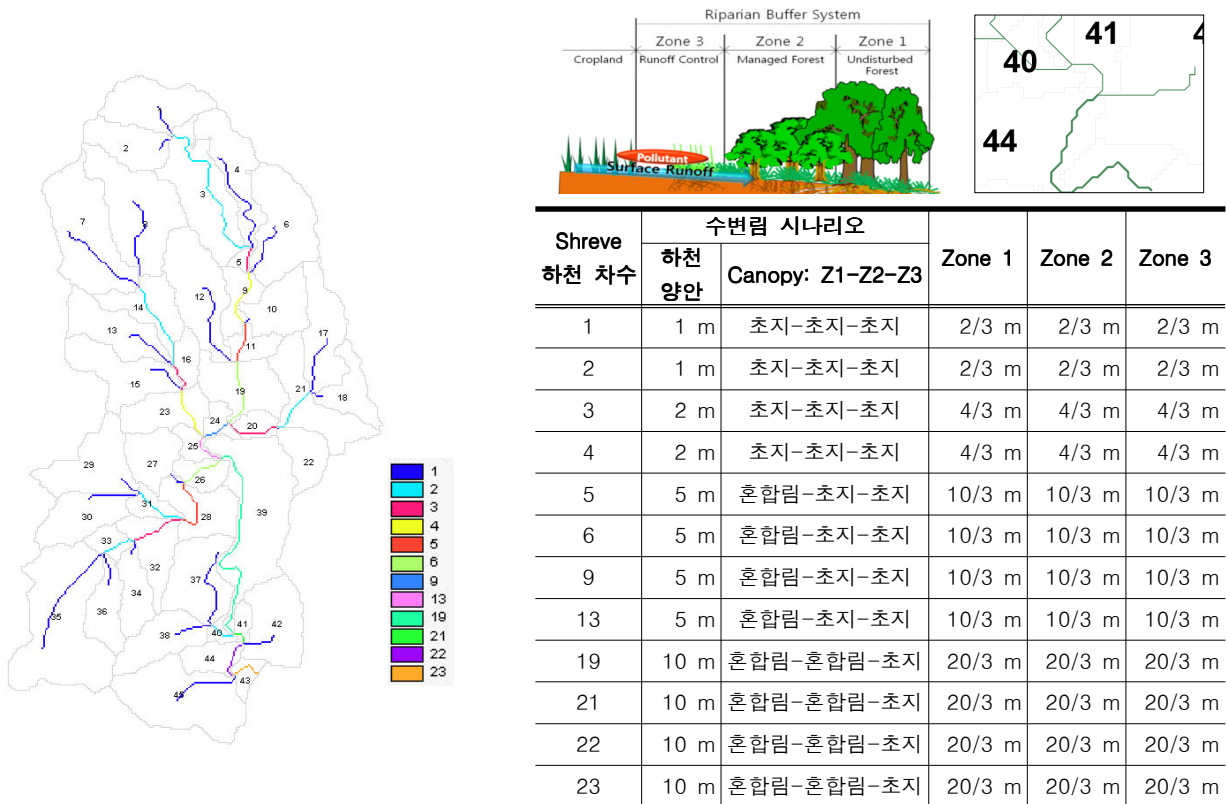 2
3
4
7
8
6
5
9
12
10
14
13
11
17
16
15
19
21
18
23
24
20
25
22
29
27
26
30
31
28
39
33
32
37
34
35
36
38
40
41
42
44
43
45
1
2
3
4
5
6
9
13
19
21
22
23
Riparian Buffer System
Zone 3 Zone 2 Zone 1
Cropland Runoff Control Managed Forest Undisturbed
Forest
Pollutant
Surface Runoff
41
40
44
Shreve
하천 차수
수변림 시나리오
하천
양안
Canopy: Z1-Z2-Z3
Zone 1 Zone 2 Zone 3
1 1 m 초지-초지-초지 2/3 m 2/3 m 2/3 m
2 1 m 초지-초지-초지 2/3 m 2/3 m 2/3 m
3 2 m 초지-초지-초지 4/3 m 4/3 m 4/3 m
4 2 m 초지-초지-초지 4/3 m 4/3 m 4/3 m
5 5 m 혼합림-초지-초지 10/3 m 10/3 m 10/3 m
6 5 m 혼합림-초지-초지 10/3 m 10/3 m 10/3 m
9 5 m 혼합림-초지-초지 10/3 m 10/3 m 10/3 m
13 5 m 혼합림-초지-초지 10/3 m 10/3 m 10/3 m
19 10 m 혼합림-혼합림-초지 20/3 m 20/3 m 20/3 m
21 10 m 혼합림-혼합림-초지 20/3 m 20/3 m 20/3 m
22 10 m 혼합림-혼합림-초지 20/3 m 20/3 m 20/3 m
23 10 m 혼합림-혼합림-초지 20/3 m 20/3 m 20/3 m